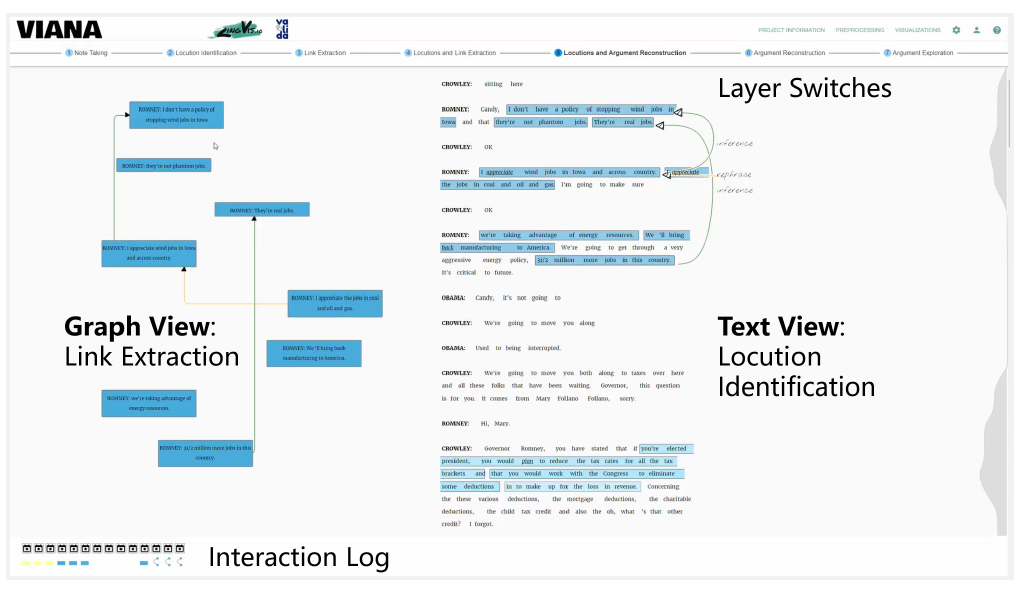 VIANA
LINGVIS.IO
va li da
PROJECT INFORMATION PREPROCESSING VISUALIZATIONS
1 Note Taking 2 Locution Identification 3 Link Extraction 4 Locutions and Link Extraction 5 Locutions and Argument Reconstruction 6 Argument Reconstruction 7 Argument Exploration
Layer Switches
ROMNEY: I don't have a policy of
stopping wind jobs in Iowa.
ROMNEY: they're not phantom jobs.
ROMNEY: They're real jobs.
ROMNEY: I appreciate wind jobs in Iowa
and across country.
ROMNEY: I appreciate the jobs in coal
and oil and gas.
Graph View:
Link Extraction
ROMNEY: We 'll bring back
manufacturing to America.
ROMNEY: we're taking advantage of
energy resources.
ROMNEY: 31/2 million more jobs in this
country.
CROWLEY: sitting here
ROMNEY: Candy, I don't have a policy of stopping wind jobs in
Iowa and that they're not phantom jobs. They're real jobs.
CROWLEY: OK
ROMNEY: I appreciate wind jobs in Iowa and across country. I appreciate
the jobs in coal and oil and gas. I'm going to make sure
CROWLEY: OK
ROMNEY: we're taking advantage of energy resources. We 'll bring
back manufacturing to America. We're going to get through a very
aggressive energy policy, 31/2 million more jobs in this country.
It's critical to future.
OBAMA: Candy, it's not going to
CROWLEY: We're going to move you along
OBAMA: Used to being interrupted.
CROWLEY: We're going to move you both along to taxes over here
and all these folks that have been waiting. Governor, this question
is for you. it comes from Mary Follano Follano, sorry.
ROMNEY: Hi, Mary.
CROWLEY: Governor Romney, you have stated that if you're elected
president, you would plan to reduce the tax rates for all the tax
brackets and that you would work with the Congress to eliminate
some deductions in to make up for the loss in revenue. Concerning
the these various deductions, the mortgage deductions, the charitable
deductions, the child tax credit and also the oh, what 's that other
credit? I forgot.
inference
rephrase
inference
Text View:
Locution
Identification
Interaction Log